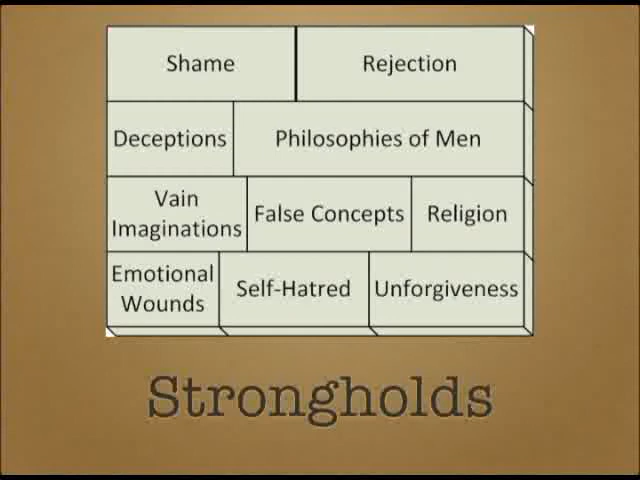 Shame
Rejection
Deceptions
Philosophies of Men
Vain
Imaginations
False Concepts
Religion
Emotional
Wounds
Self-Hatred
Unforgiveness
Strongholds